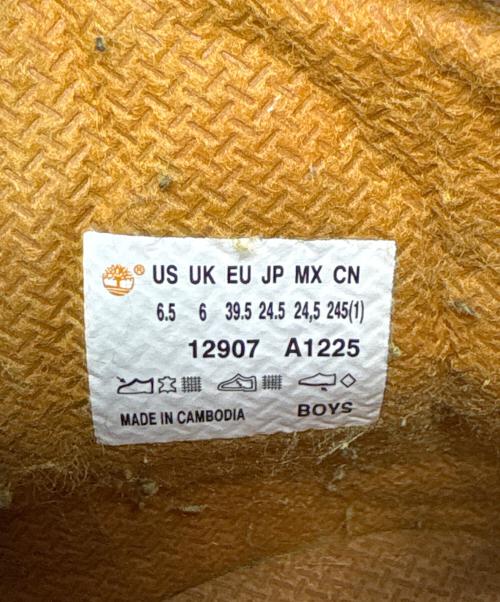 ® US UK EU JP MX CN
6.5 6 39.5 24.5 24,5 245(1)
12907 A1225
MADE IN CAMBODIA BOYS